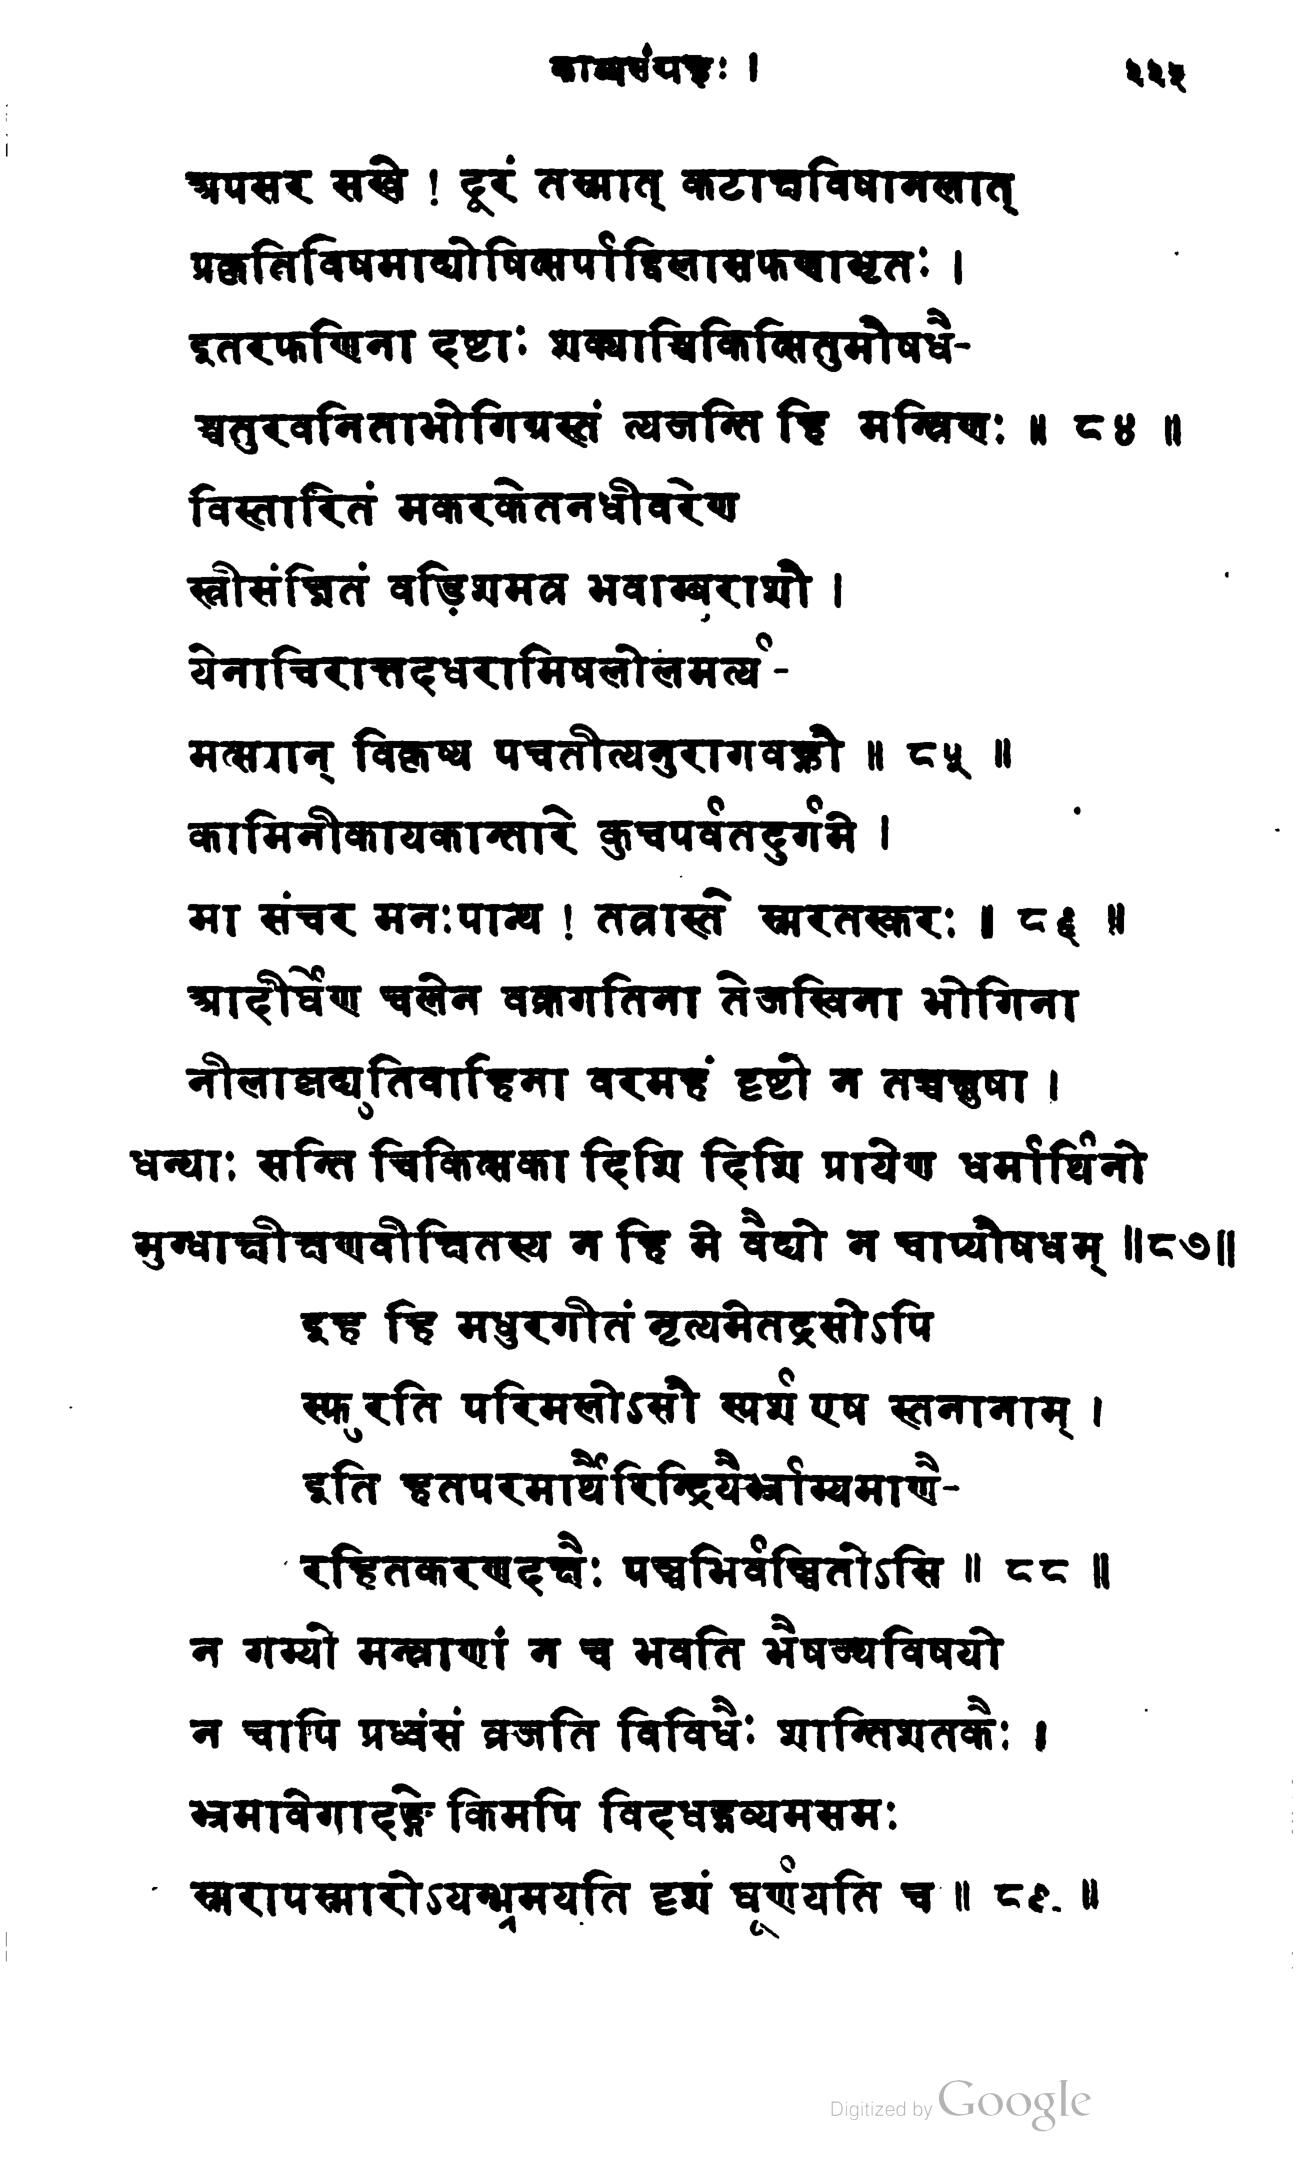 काव्यसंग्रहः । २२५
अपसर सखे ! दूरं तस्मात् कटाक्षविषानलात्
प्रकृतिविषमाद्योषित्सर्पाद्विलासफणाभृतः ।
इतरफणिना दष्टाः शक्याश्चिकित्सितुमौषधै-
श्चतुरवनिताभोगिग्रस्तं त्यजन्ति हि मन्त्रिणः ॥ ८४ ॥
विस्तारितं मकरकेतनधीवरेण
स्त्रीसंज्ञितं वड़िशमत्र भवाम्बुराशौ ।
येनाचिरात्तदधरामिषलोलमर्त्य-
मत्स्यान् विकृष्य पचतीत्यनुरागवह्नौ ॥ ८५ ॥
कामिनीकायकान्तारे कुचपर्वतदुर्गमे ।
मा संचर मनःपान्थ ! तत्रास्ते स्मरतस्करः ॥ ८६ ॥
आदीर्घेण चलेन वक्रगतिना तेजस्विना भोगिना
नीलाब्जद्युतिवाहिना वरमहं दृष्टो न तच्चक्षुषा ।
धन्याः सन्ति चिकित्सका दिशि दिशि प्रायेण धर्मार्थिनो
मुग्धाक्षीक्षणवीक्षितस्य न हि मे वैद्यो न चाप्यौषधम् ॥८७॥
इह हि मधुरगीतं नृत्यमेतद्रसोऽपि
स्फुरति परिमलोऽसौ स्पर्श एष स्तनानाम् ।
इति हतपरमार्थैरिन्द्रियैर्भ्राम्यमाणै-
रहितकरणदक्षैः पञ्चभिर्वञ्चितोऽसि ॥ ८८ ॥
न गम्यो मन्त्राणां न च भवति भैषज्यविषयो
न चापि प्रध्वंसं व्रजति विविधैः शान्तिशतकैः ।
भ्रमावेगादङ्गे किमपि विदधद्भव्यमसमः
स्मरापस्मारोऽयम्भ्रमयति दृशं घूर्णयति च ॥ ८९ ॥
Digitized by Google